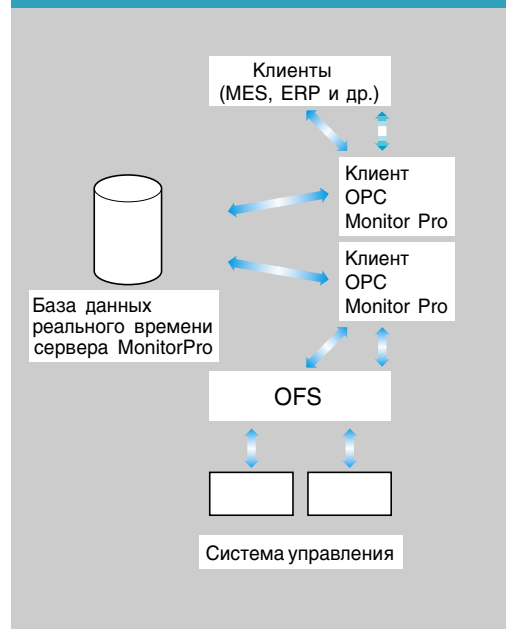 Клиенты
(MES, ERP и др.)
Клиент
OPC
Monitor Pro
Клиент
OPC
Monitor Pro
База данных
реального времени
сервера MonitorPro
OFS
Система управления